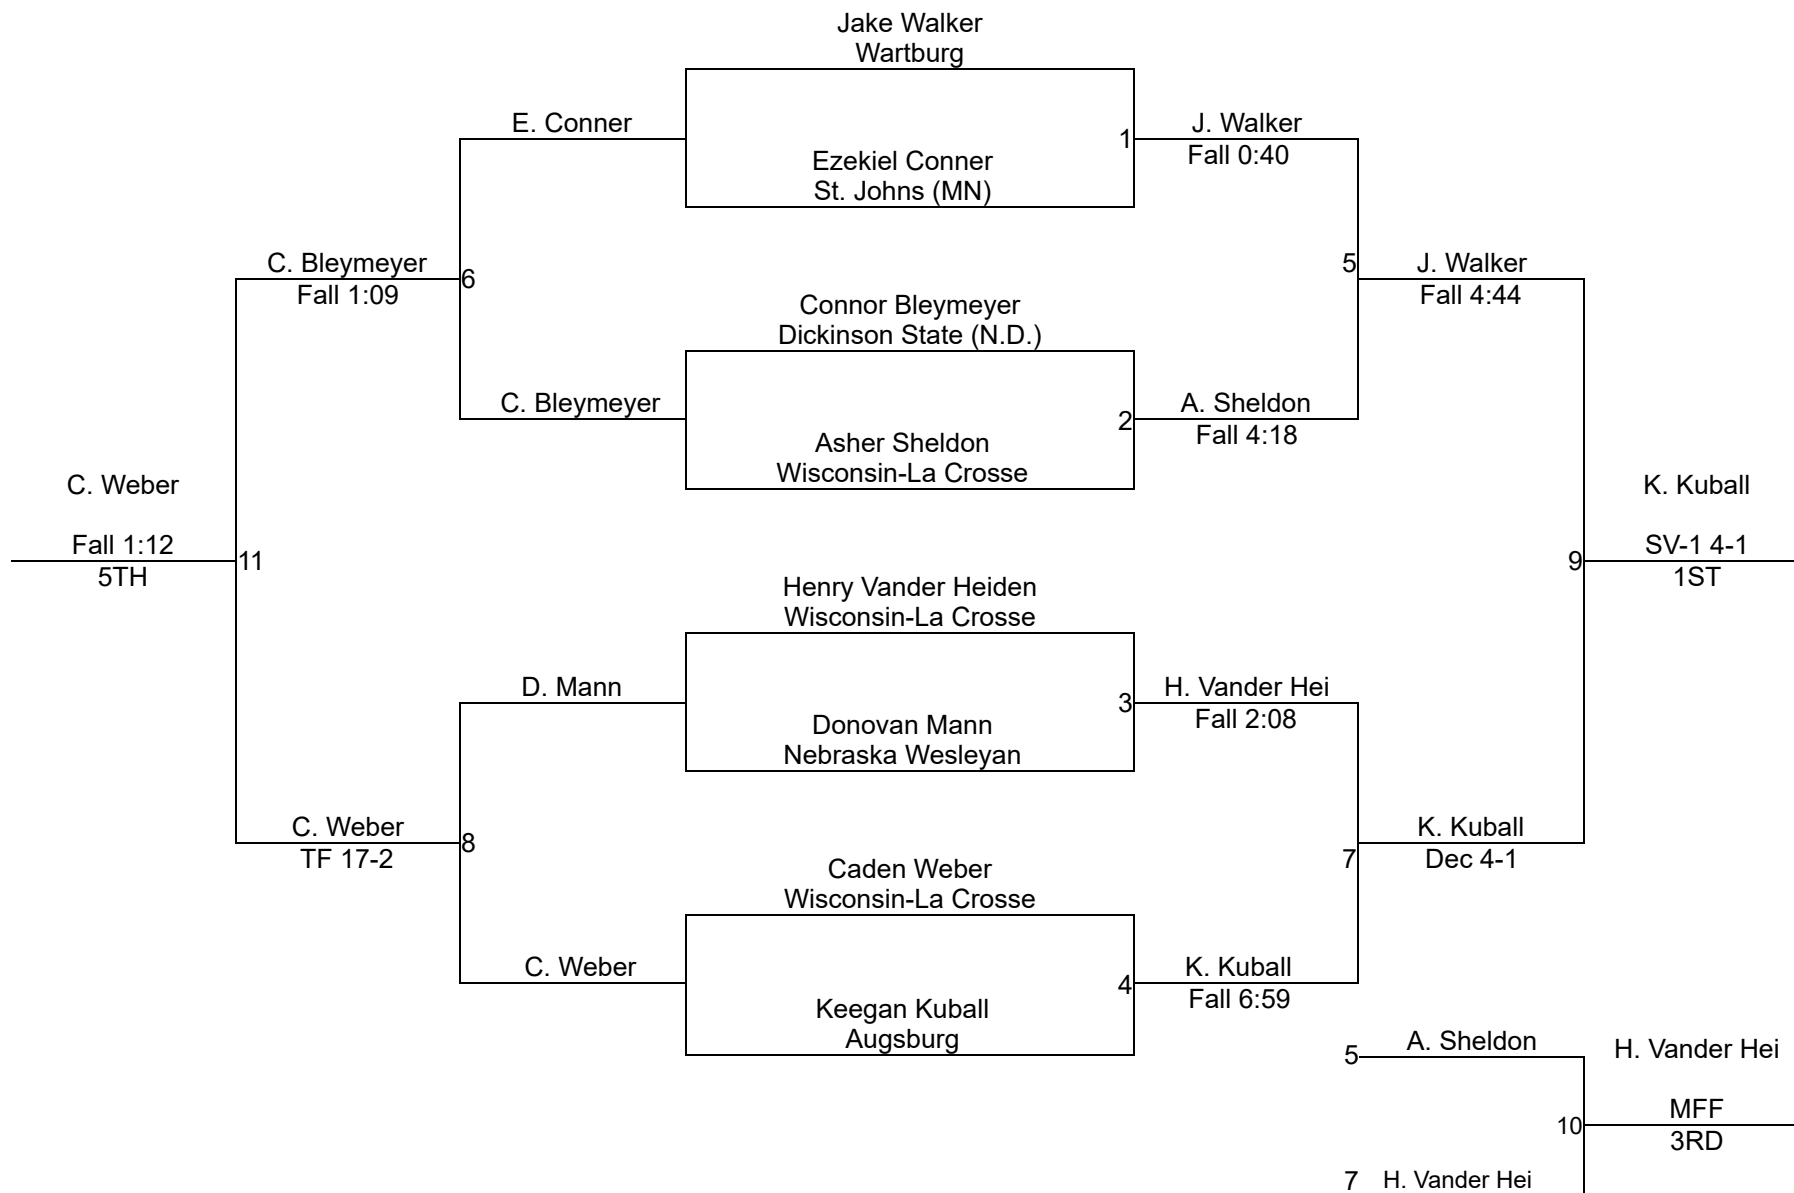 Jake Walker
Wartburg
E. Conner
1
J. Walker
Fall 0:40
Ezekiel Conner
St. Johns (MN)
C. Bleymeyer
Fall 1:09
6
5
J. Walker
Fall 4:44
Connor Bleymeyer
Dickinson State (N.D.)
C. Bleymeyer
2
A. Sheldon
Fall 4:18
Asher Sheldon
Wisconsin-La Crosse
C. Weber
Fall 1:12
5TH
11
9
K. Kuball
SV-1 4-1
1ST
Henry Vander Heiden
Wisconsin-La Crosse
D. Mann
3
H. Vander Hei
Fall 2:08
Donovan Mann
Nebraska Wesleyan
C. Weber
TF 17-2
8
7
K. Kuball
Dec 4-1
Caden Weber
Wisconsin-La Crosse
C. Weber
4
K. Kuball
Fall 6:59
Keegan Kuball
Augsburg
5
A. Sheldon
H. Vander Hei
10
MFF
3RD
7
H. Vander Hei